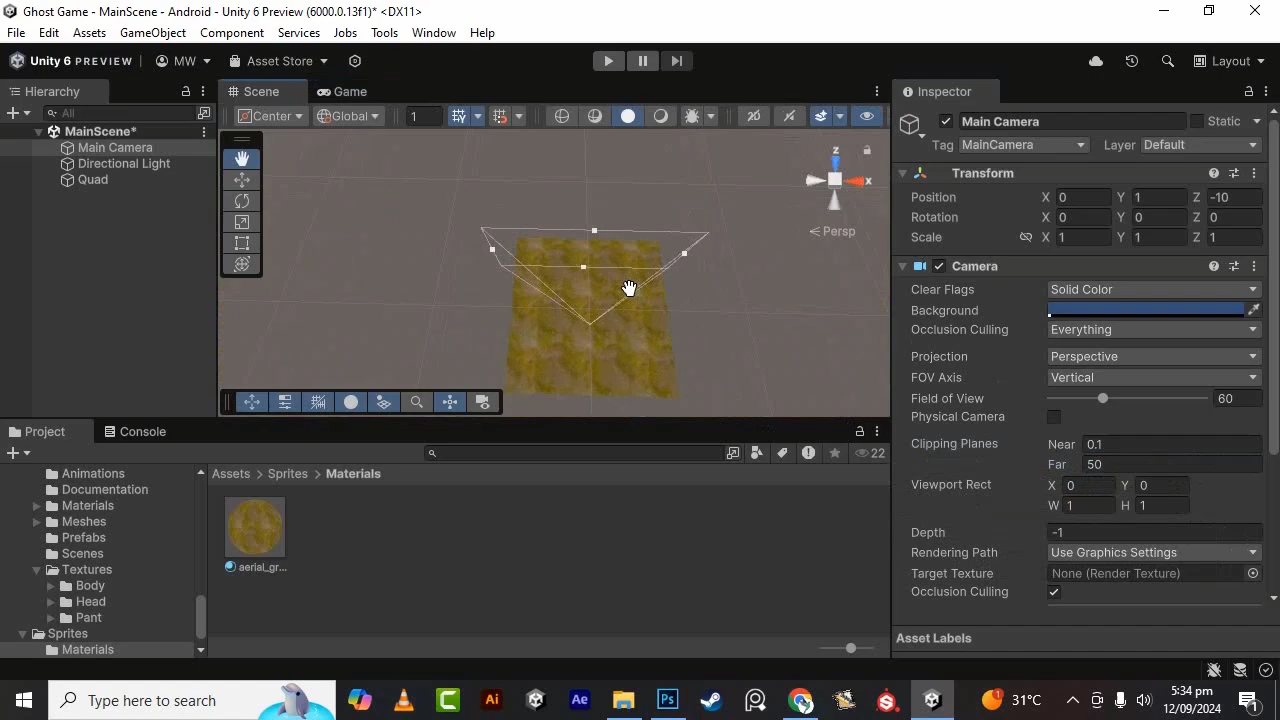 Ghost Game - MainScene - Android - Unity 6 Preview (6000.0.13f1)* <DX11>
File Edit Assets GameObject Component Services Jobs Tools Window Help
Unity 6 PREVIEW MW Asset Store Layout
Hierarchy Scene Game Inspector
All Center Global 1 Main Camera Static
MainScene* Tag MainCamera Layer Default
Main Camera
Directional Light
Quad
z
x
Persp
Transform
Position X 0 Y 1 Z -10
Rotation X 0 Y 0 Z 0
Scale X 1 Y 1 Z 1
Camera
Clear Flags Solid Color
Background
Occlusion Culling Everything
Projection Perspective
FOV Axis Vertical
Field of View 60
Physical Camera
Clipping Planes Near 0.1
Far 50
Viewport Rect X 0 Y 0
W 1 H 1
Depth -1
Rendering Path Use Graphics Settings
Target Texture None (Render Texture)
Occlusion Culling
Asset Labels
Project Console
22
Assets > Sprites > Materials
Animations
Documentation
Materials
Meshes
Prefabs
Scenes
Textures
Body
Head
Pant
Sprites
Materials
aerial_gr...
Type here to search
Ai Ae Ps
1 31°C
5:34 pm
12/09/2024
1